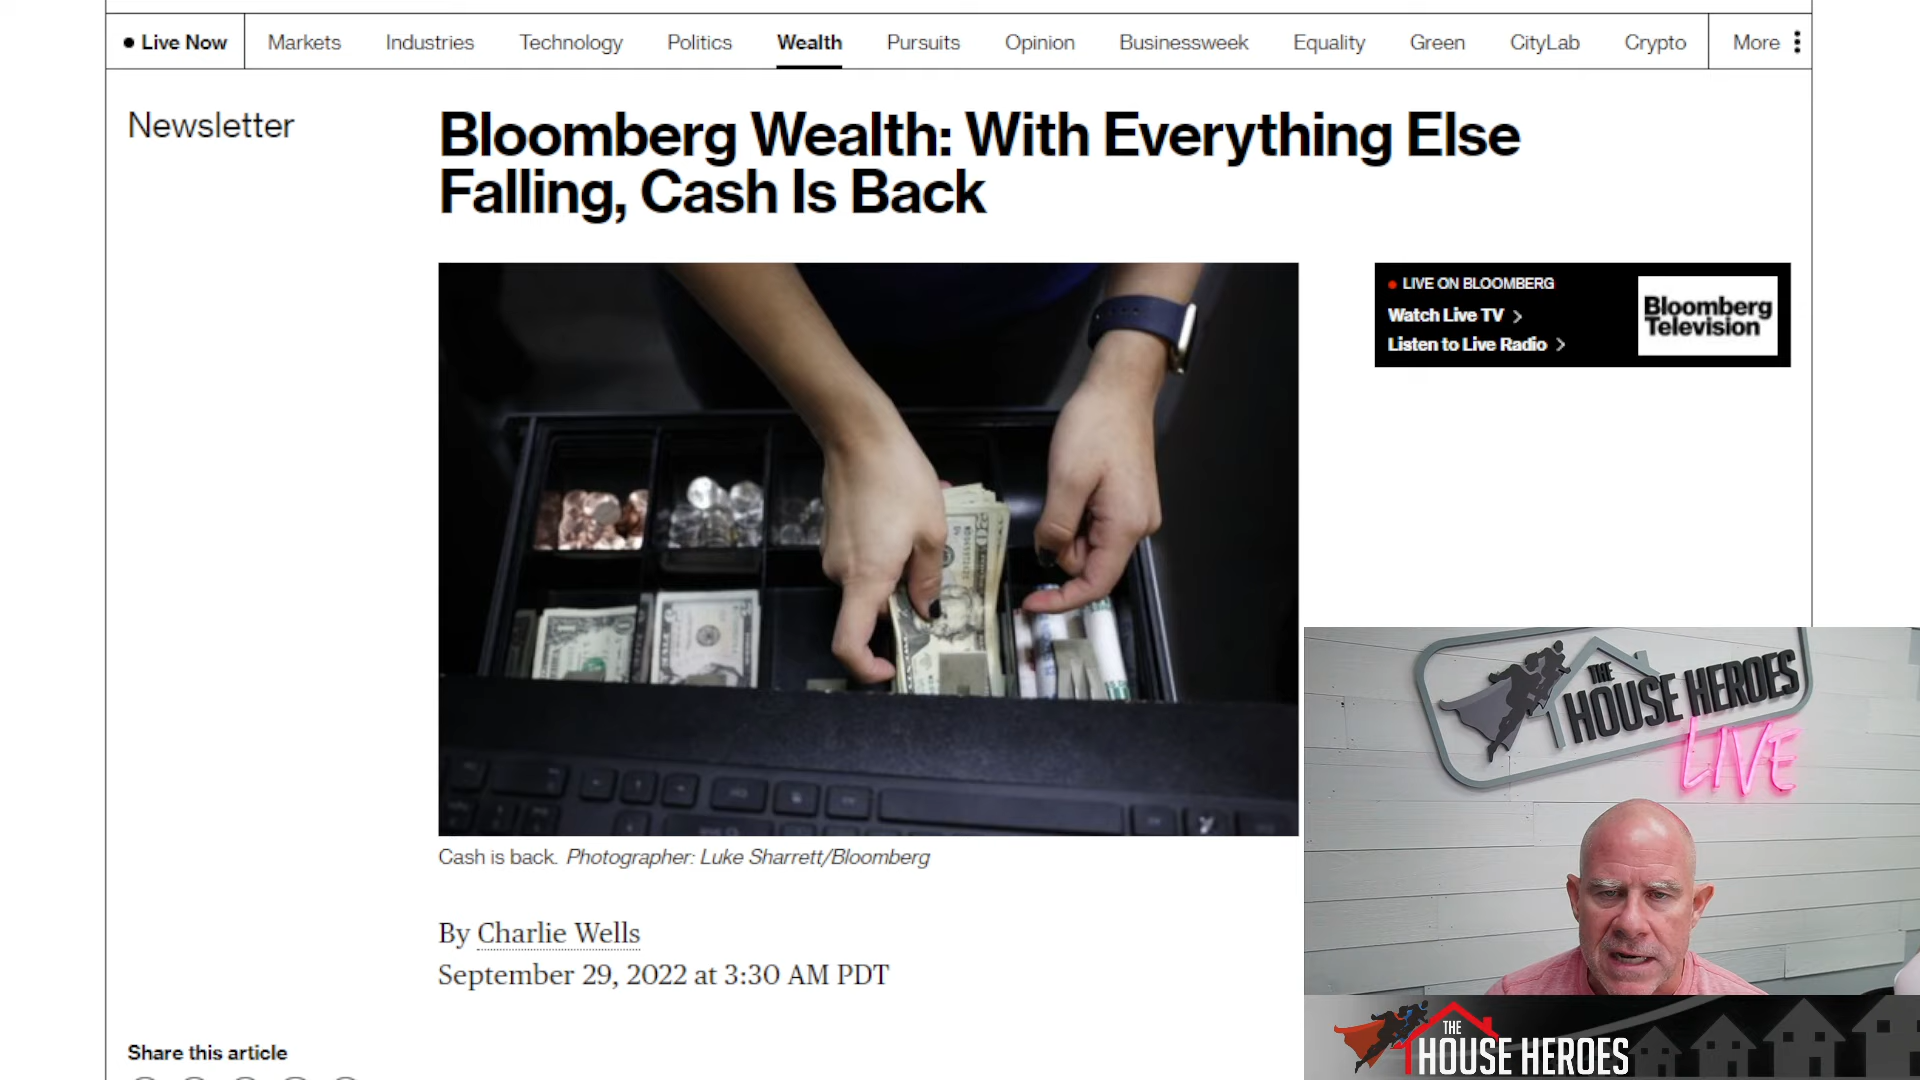 Live Now
Markets
Industries
Technology
Politics
Wealth
Pursuits
Opinion
Businessweek
Equality
Green
CityLab
Crypto
More
Newsletter
Bloomberg Wealth: With Everything Else
Falling, Cash Is Back
LIVE ON BLOOMBERG
Watch Live TV
Listen to Live Radio
Bloomberg
Television
Cash is back. Photographer: Luke Sharrett/Bloomberg
By Charlie Wells
September 29, 2022 at 3:30 AM PDT
Share this article
THE
HOUSE HEROES
LIVE
THE
HOUSE HEROES